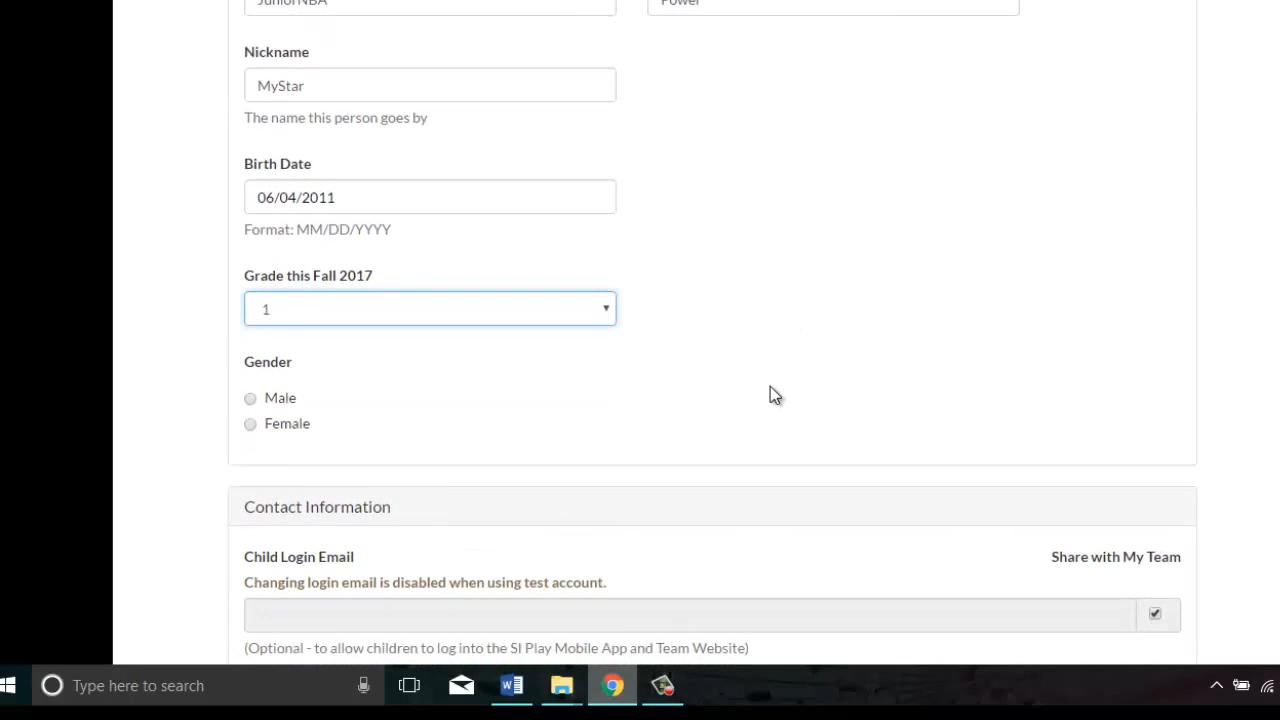 JuniorNBA Power
Nickname
MyStar
The name this person goes by
Birth Date
06/04/2011
Format: MM/DD/YYYY
Grade this Fall 2017
1
Gender
Male
Female
Contact Information
Child Login Email Share with My Team
Changing login email is disabled when using test account.
(Optional - to allow children to log into the SI Play Mobile App and Team Website)
Type here to search